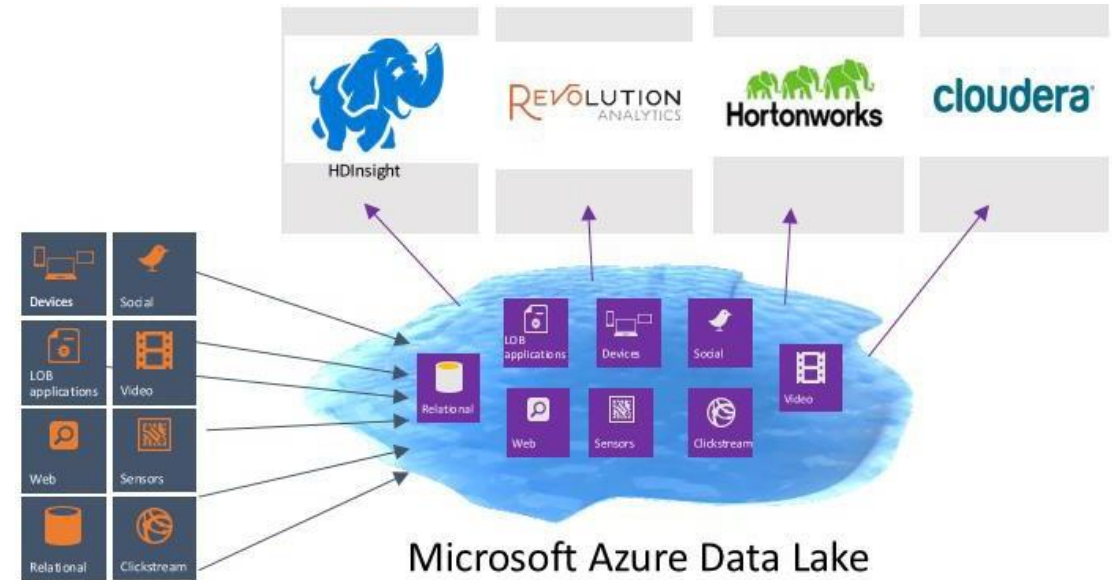 HDInsight
REVOLUTION
ANALYTICS
Hortonworks
cloudera
Devices
Social
LOB
applications
Video
Web
Sensors
Relational
Clickstream
Relational
LOB
applications
Devices
Social
Video
Web
Sensors
Clickstream
Microsoft Azure Data Lake